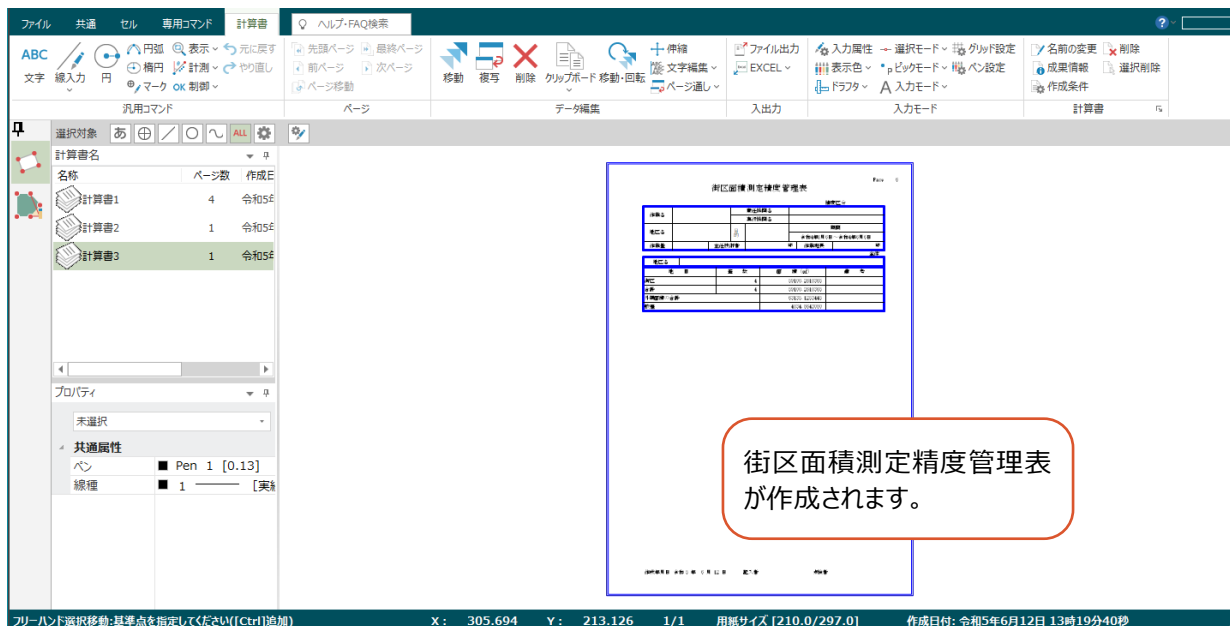 ファイル 共通 セル 専用コマンド 計算書 ヘルプ・FAQ検索 ?
ABC 円弧 表示 元に戻す 先頭ページ 最終ページ 伸縮 ファイル出力 入力属性 選択モード グリッド設定 名前の変更 削除
楕円 計測 やり直し 前ページ 次ページ 文字編集 EXCEL 表示色 ピックモード ペン設定 成果情報 選択削除
文字 線入力 円 マーク OK 制御 ページ移動 移動 複写 削除 クリップボード 移動・回転 ページ通し ドラフタ 入力モード 作成条件
汎用コマンド ページ データ編集 入出力 入力モード 計算書
選択対象 あ ALL
計算書名
名称 ページ数 作成日
計算書1 4 令和5年
計算書2 1 令和5年
計算書3 1 令和5年
プロパティ
未選択
共通属性
ペン Pen 1 [0.13]
線種 1 [実線
街区面積測定精度管理表
街区面積測定精度管理表
が作成されます。
フリーハンド選択移動:基準点を指定してください([Ctrl]追加) X : 305.694 Y : 213.126 1/1 用紙サイズ [210.0/297.0] 作成日付: 令和5年6月12日 13時19分40秒